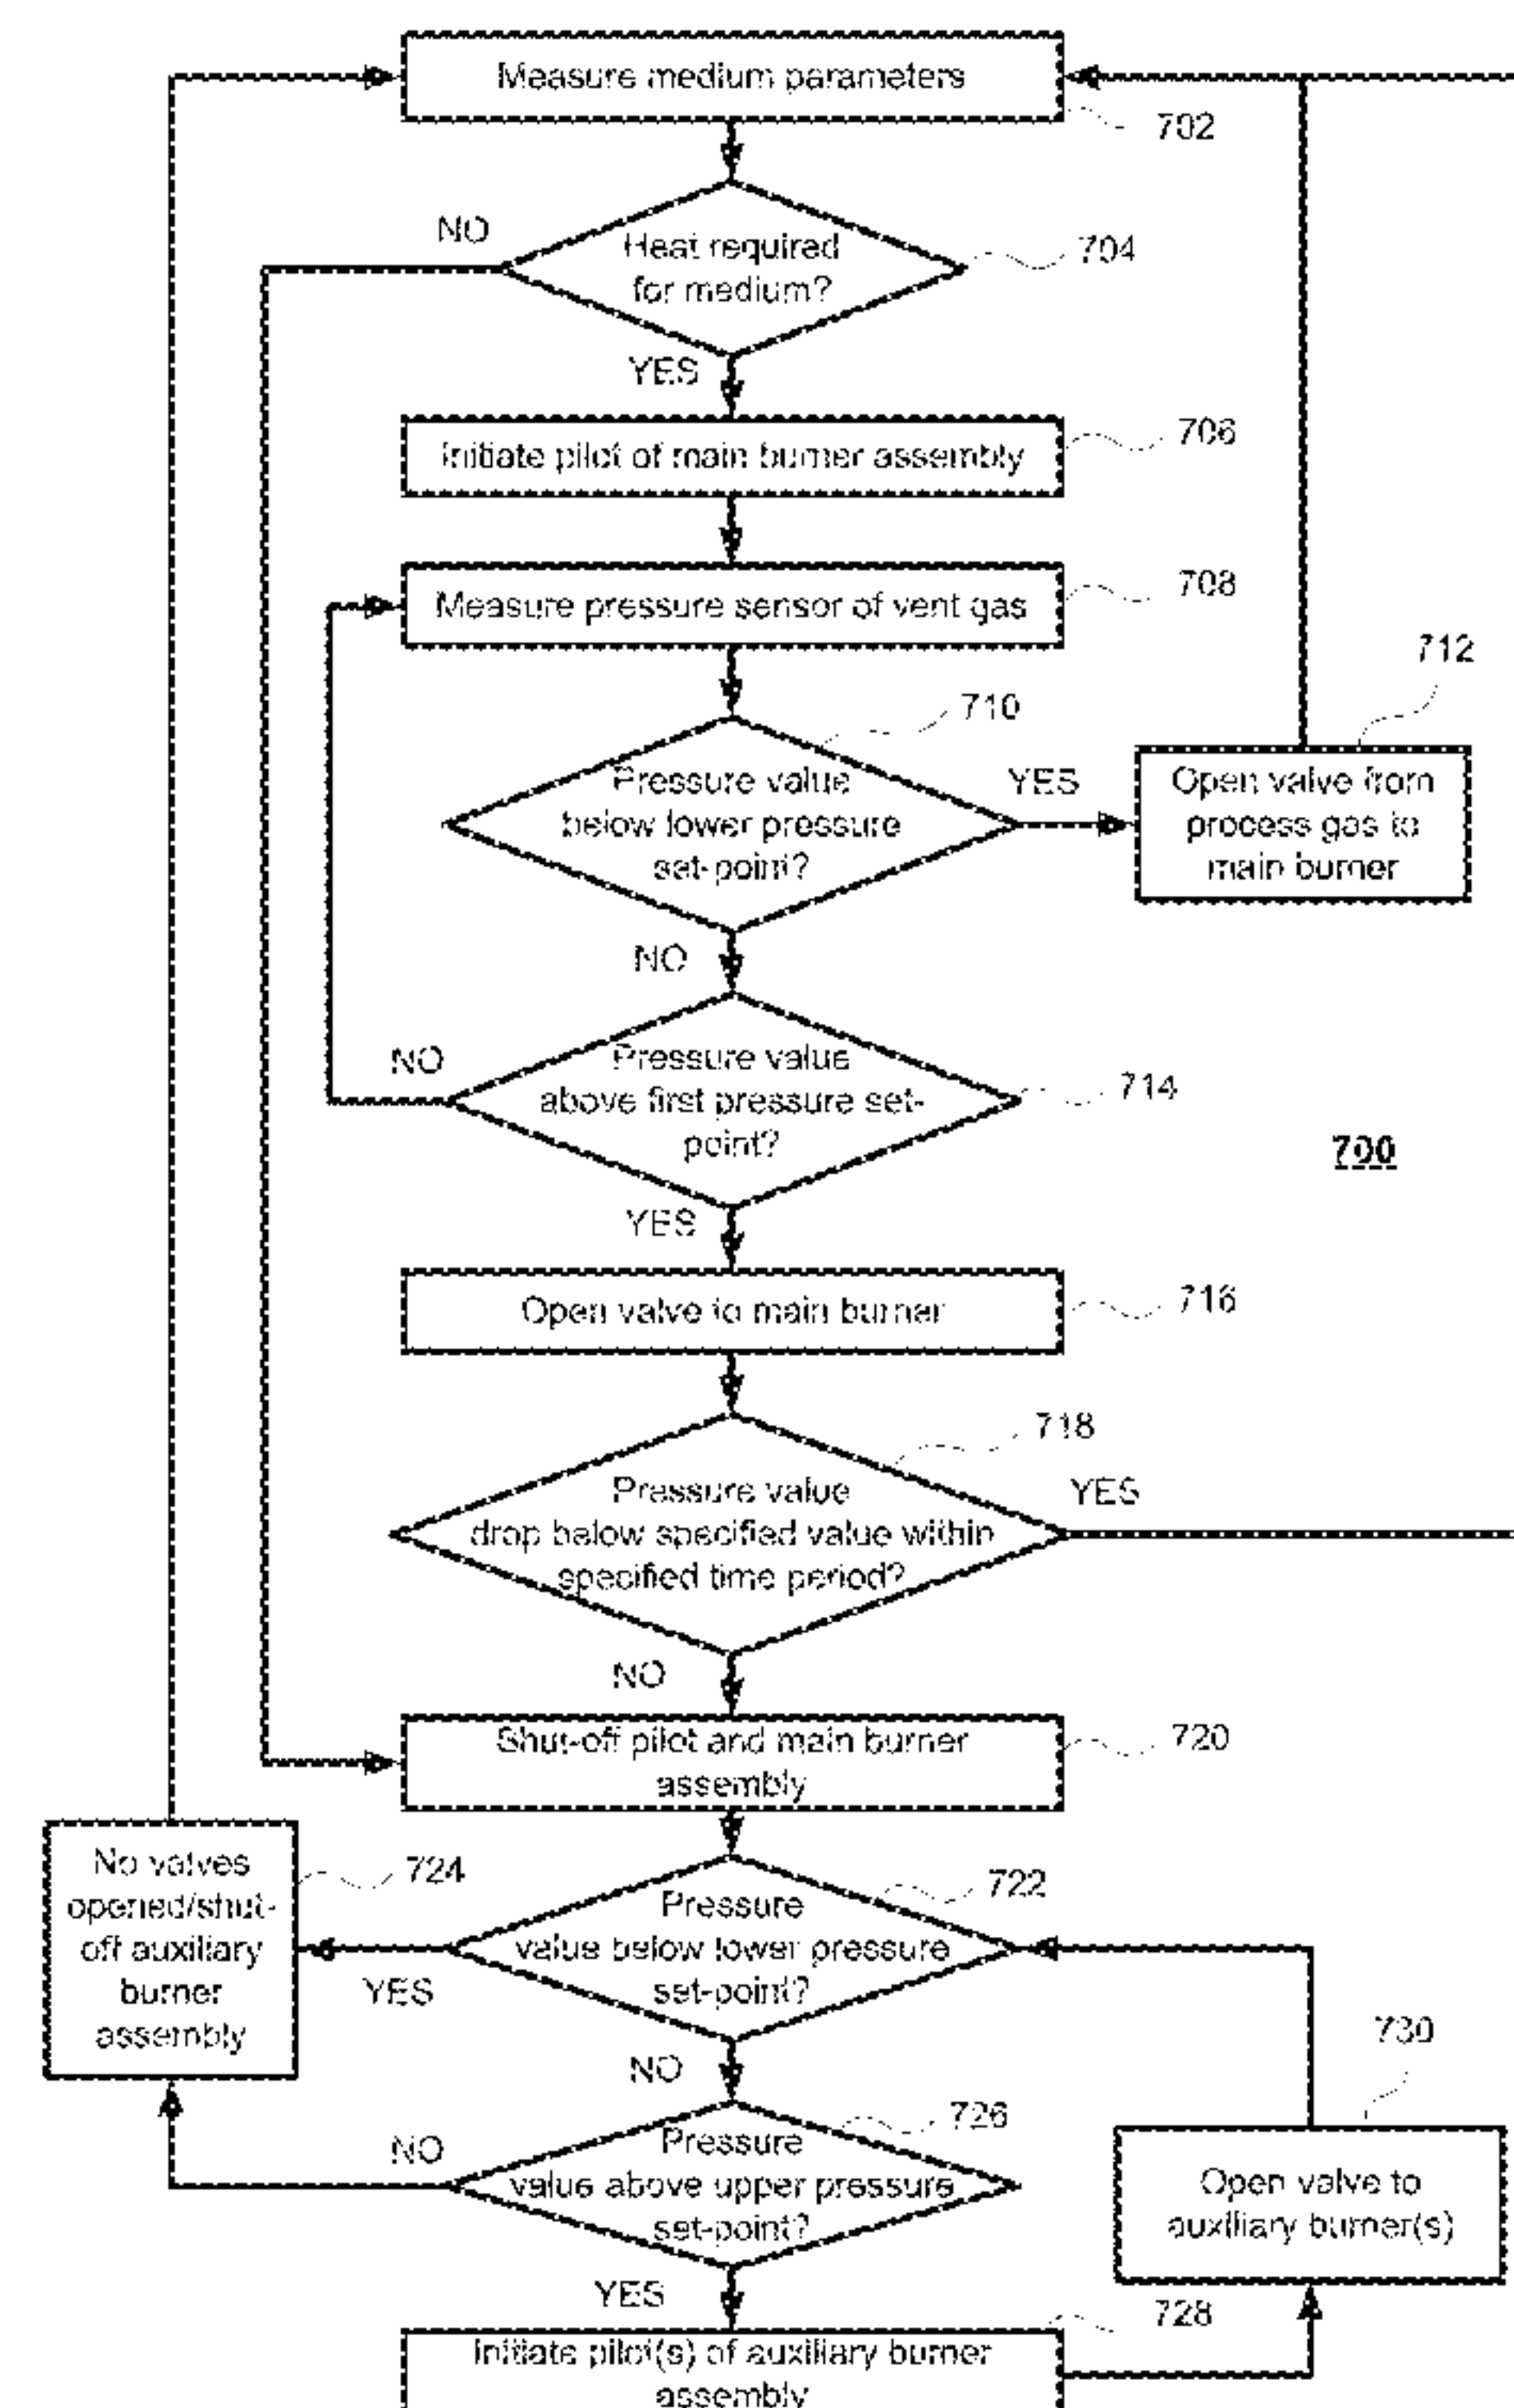 Measure medium parameters
702
NO
Heat required
for medium?
704
YES
Initiate pilot of main burner assembly
706
Measure pressure sensor of vent gas
708
712
710
Pressure value
below lower pressure
set-point?
YES
Open valve from
process gas to
main burner
NO
NO
Pressure value
above first pressure set-
point?
714
700
YES
Open valve to main burner
716
718
Pressure value
drop below specified value within
specified time period?
YES
NO
Shut-off pilot and main burner
assembly
720
No valves
opened/shut-
off auxiliary
burner
assembly
724
722
Pressure
value below lower pressure
set-point?
YES
730
NO
726
NO
Pressure
value above upper pressure
set-point?
Open valve to
auxiliary burner(s)
YES
728
Initiate pilot(s) of auxiliary burner
assembly